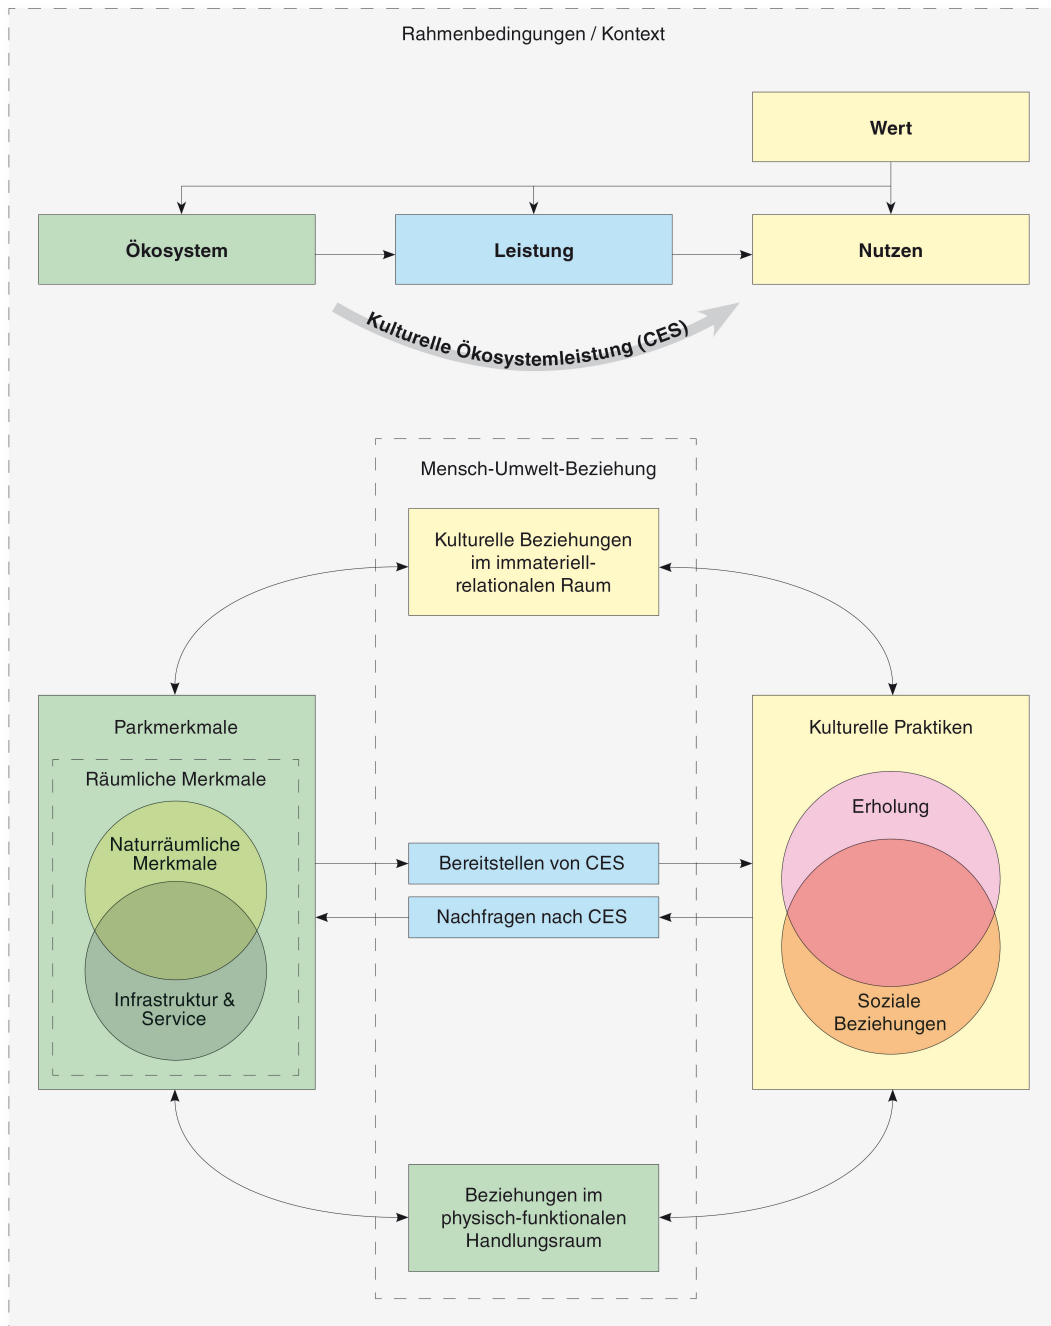 Rahmenbedingungen / Kontext
Wert
Ökosystem
Leistung
Nutzen
Kulturelle Ökosystemleistung (CES)
Mensch-Umwelt-Beziehung
Kulturelle Beziehungen
im immateriell-
relationalen Raum
Parkmerkmale
Räumliche Merkmale
Naturräumliche
Merkmale
Infrastruktur &
Service
Bereitstellen von CES
Nachfragen nach CES
Kulturelle Praktiken
Erholung
Soziale
Beziehungen
Beziehungen im
physisch-funktionalen
Handlungsraum